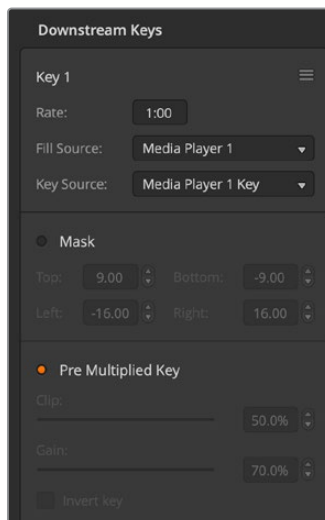 Downstream Keys
Key 1
Rate: 1:00
Fill Source: Media Player 1
Key Source: Media Player 1 Key
Mask
Top: 9.00 Bottom: -9.00
Left: -16.00 Right: 16.00
Pre Multiplied Key
Clip:
50.0%
Gain:
70.0%
Invert key